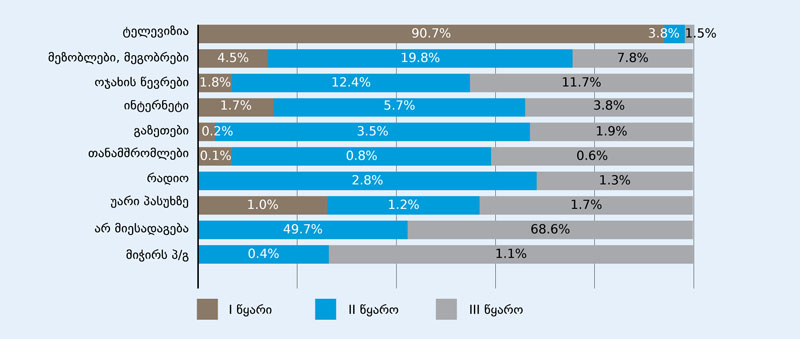 ტელევიზია 90.7% 3.8% 1.5%
მეზობლები, მეგობრები 4.5% 19.8% 7.8%
ოჯახის წევრები 1.8% 12.4% 11.7%
ინტერნეტი 1.7% 5.7% 3.8%
გაზეთები 0.2% 3.5% 1.9%
თანამშრომლები 0.1% 0.8% 0.6%
რადიო 2.8% 1.3%
უარი პასუხზე 1.0% 1.2% 1.7%
არ მიესადაგება 49.7% 68.6%
მიჭირს პ/გ 0.4% 1.1%
I წყარი II წყარო III წყარო